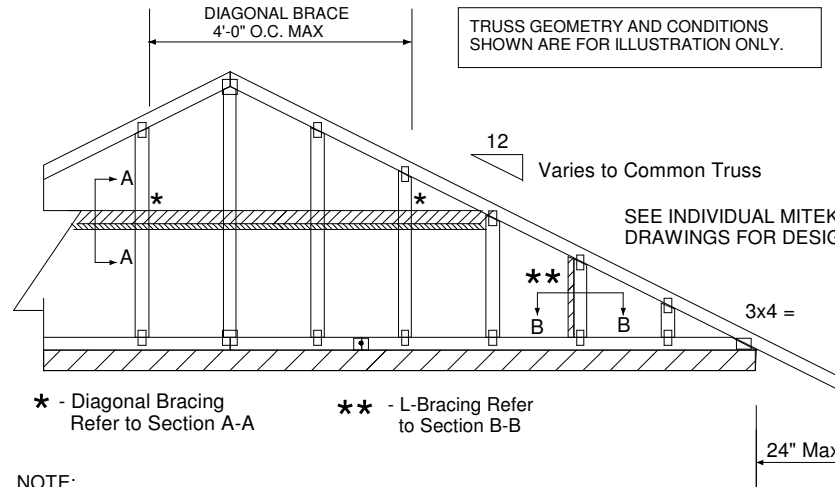 DIAGONAL BRACE
4'-0" O.C. MAX
TRUSS GEOMETRY AND CONDITIONS
SHOWN ARE FOR ILLUSTRATION ONLY.
12
Varies to Common Truss
A
*
*
SEE INDIVIDUAL MITEK
DRAWINGS FOR DESIG
A
**
3x4 =
B
B
* - Diagonal Bracing
Refer to Section A-A
** - L-Bracing Refer
to Section B-B
24" Max
NOTE: